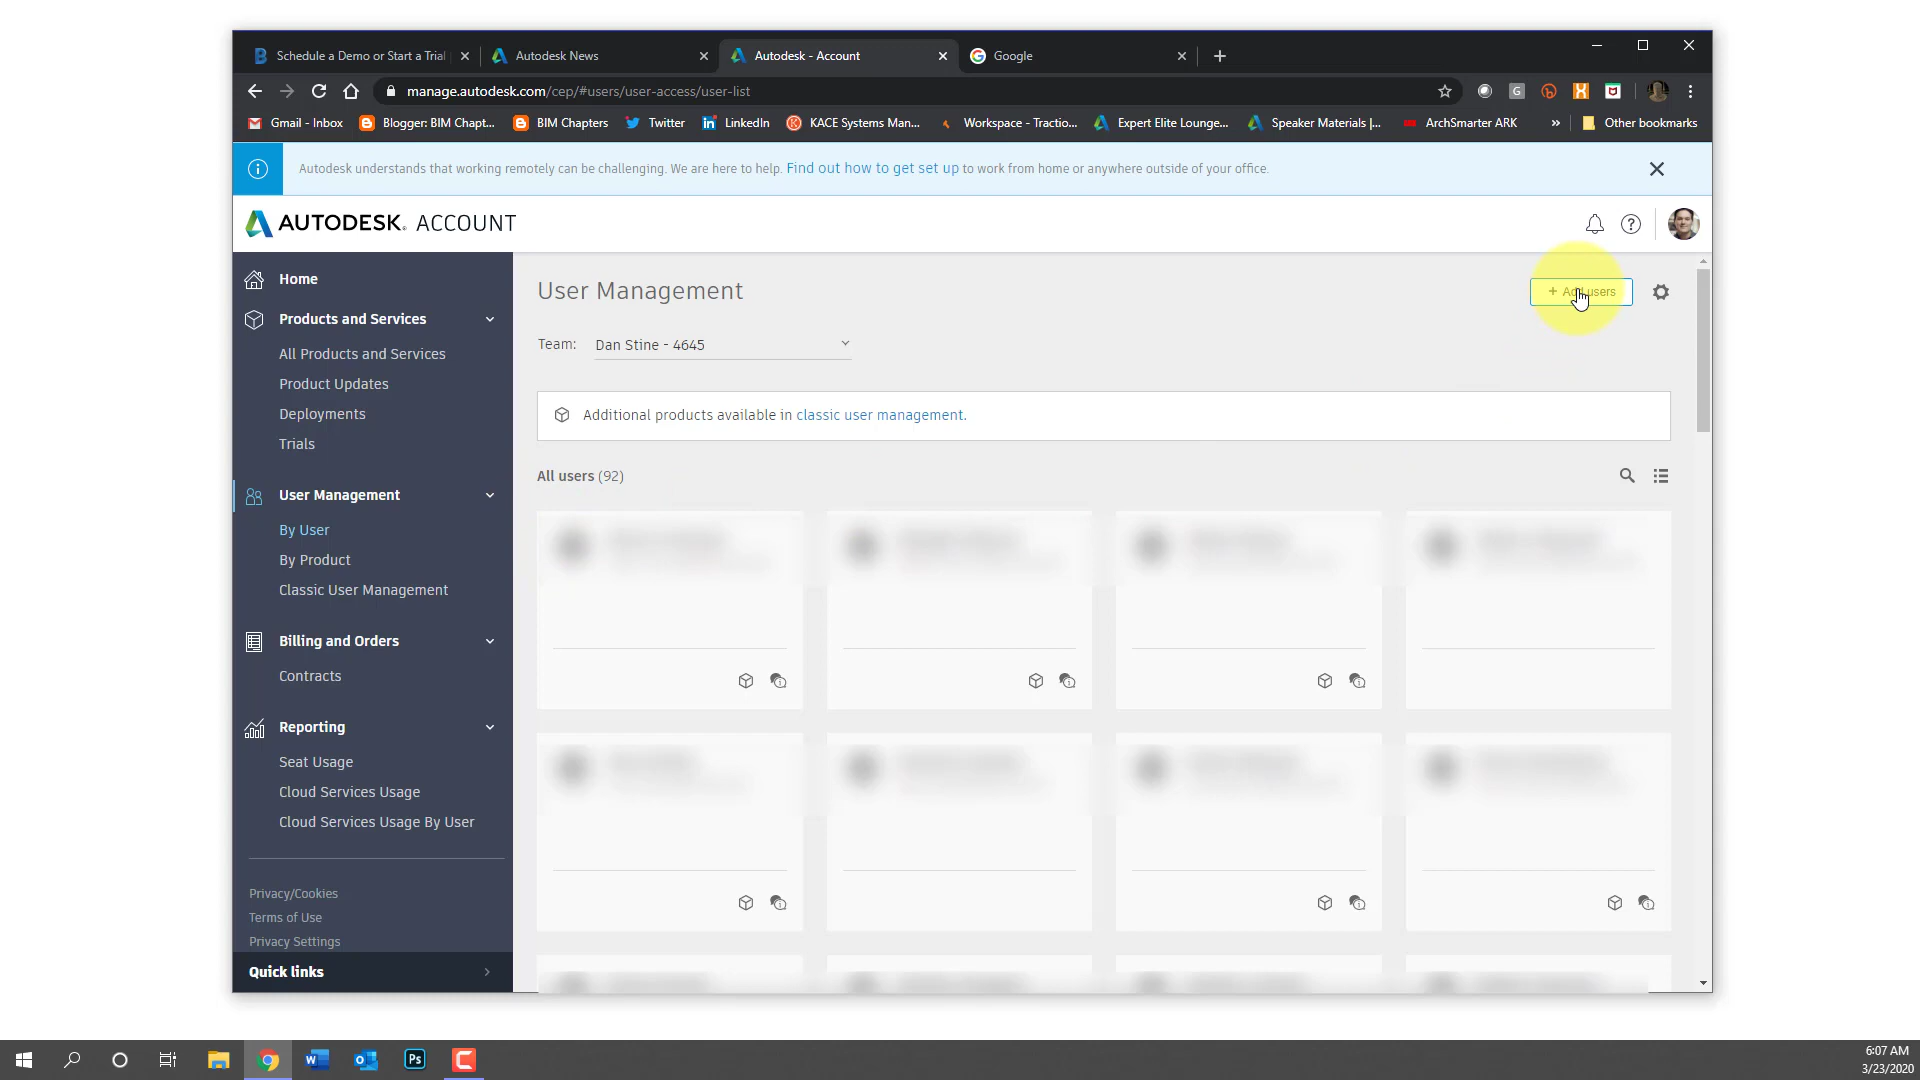 Schedule a Demo or Start a Trial
Autodesk News
Autodesk - Account
Google
manage.autodesk.com/cep/#users/user-access/user-list
Gmail - Inbox
Blogger: BIM Chapt...
BIM Chapters
Twitter
LinkedIn
KACE Systems Man...
Workspace - Tractio...
Expert Elite Lounge...
Speaker Materials |...
ArchSmarter ARK
»
Other bookmarks
Autodesk understands that working remotely can be challenging. We are here to help. Find out how to get set up to work from home or anywhere outside of your office.
AUTODESK. ACCOUNT
Home
Products and Services
All Products and Services
Product Updates
Deployments
Trials
User Management
By User
By Product
Classic User Management
Billing and Orders
Contracts
Reporting
Seat Usage
Cloud Services Usage
Cloud Services Usage By User
Privacy/Cookies
Terms of Use
Privacy Settings
Quick links
User Management
+ Add users
Team: Dan Stine - 4645
Additional products available in classic user management.
All users (92)
Ps
6:07 AM
3/23/2020